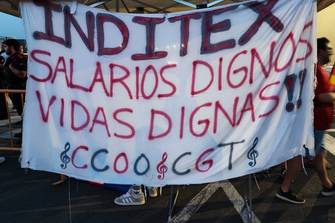 INDITEX
SALARIOS DIGNOS
VIDAS DIGNAS!!
CCOO CGT